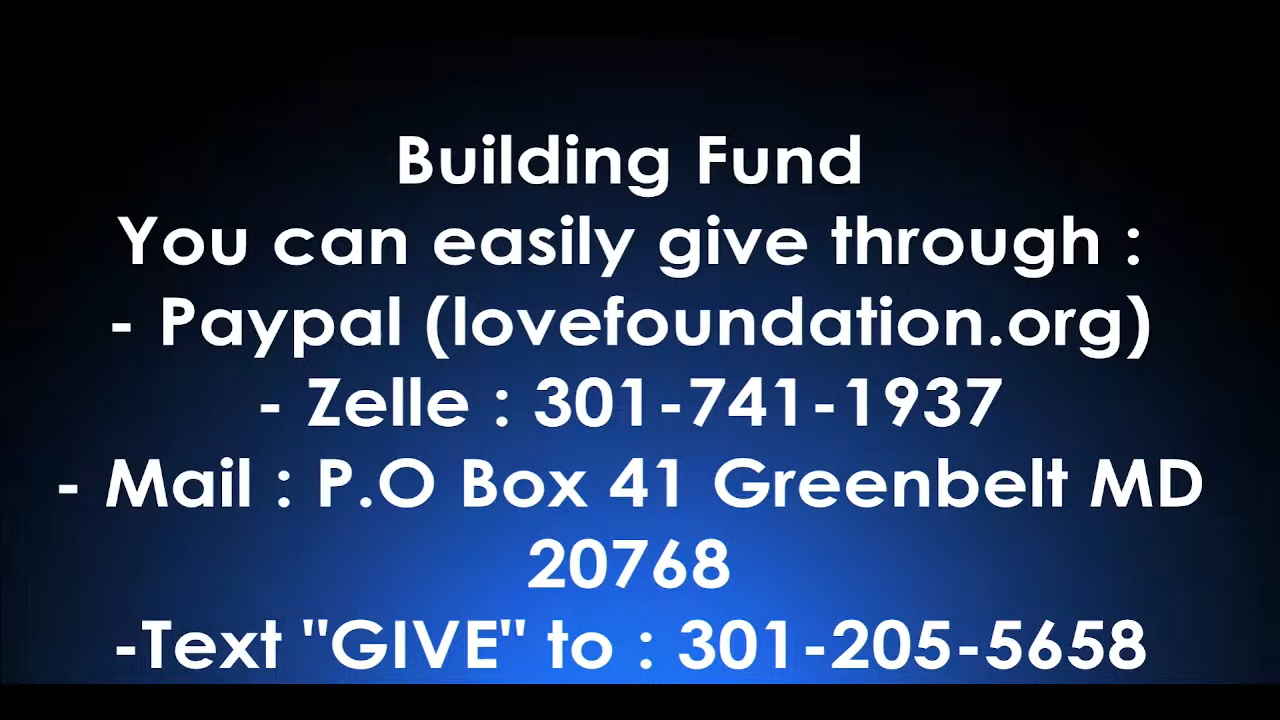 Building Fund
You can easily give through :
- Paypal (lovefoundation.org)
- Zelle : 301-741-1937
- Mail : P.O Box 41 Greenbelt MD
20768
-Text "GIVE" to : 301-205-5658